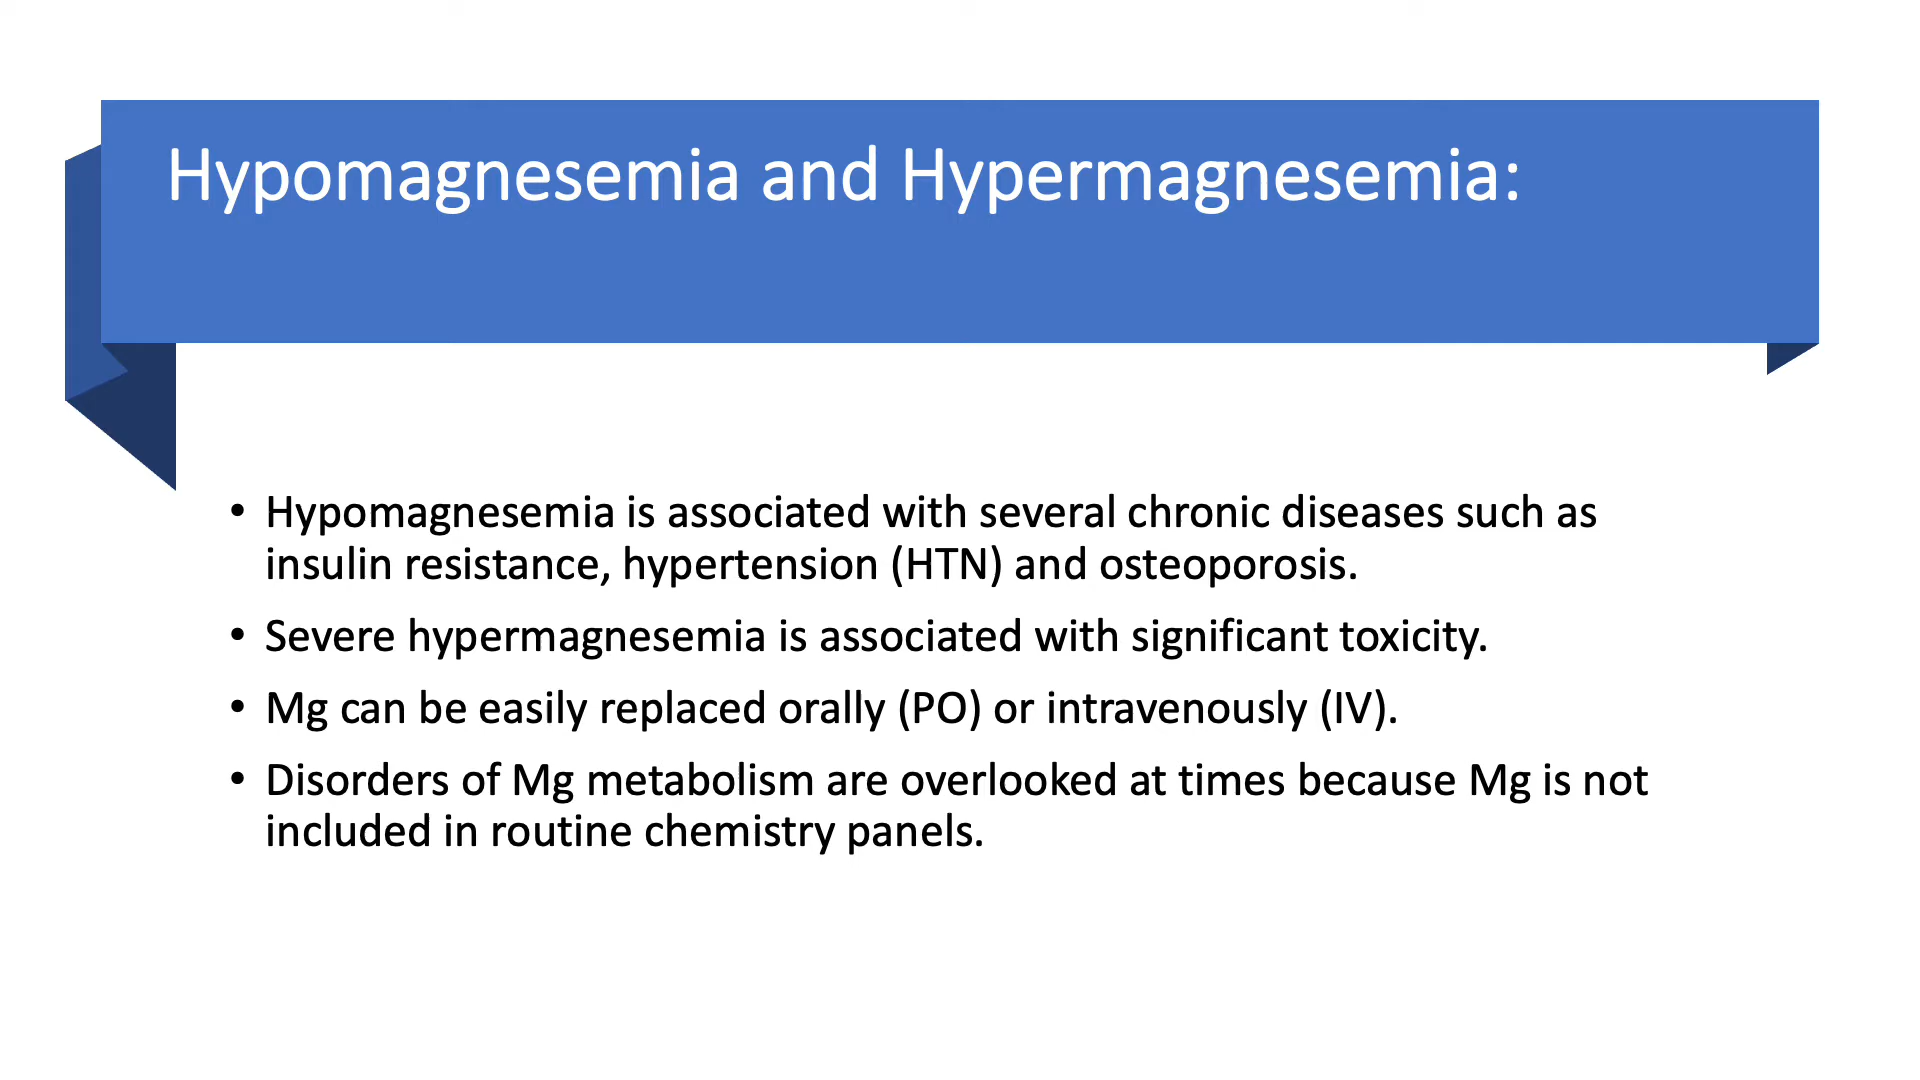 Hypomagnesemia and Hypermagnesemia:
• Hypomagnesemia is associated with several chronic diseases such as
insulin resistance, hypertension (HTN) and osteoporosis.
• Severe hypermagnesemia is associated with significant toxicity.
• Mg can be easily replaced orally (PO) or intravenously (IV).
• Disorders of Mg metabolism are overlooked at times because Mg is not
included in routine chemistry panels.